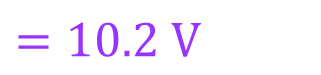 = 10.2 V